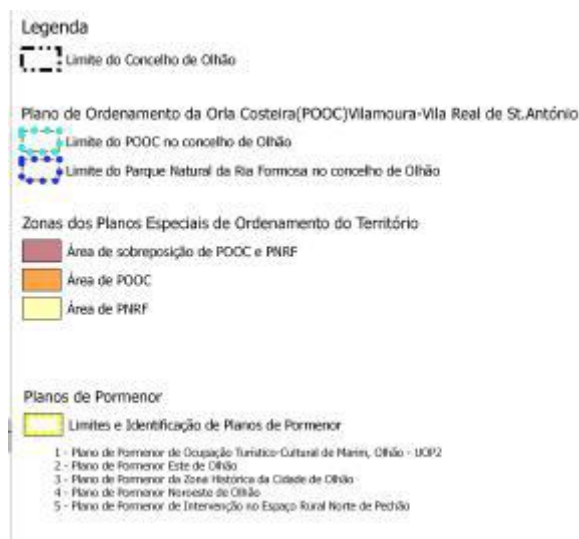 Legenda
Limite do Concelho de Olhão
Plano de Ordenamento da Orla Costeira(POOC)Vilamoura-Vila Real de St.António
Limite do POOC no concelho de Olhão
Limite do Parque Natural da Ria Formosa no concelho de Olhão
Zonas dos Planos Especiais de Ordenamento do Território
Área de sobreposição de POOC e PNRF
Área de POOC
Área de PNRF
Planos de Pormenor
Limites e Identificação de Planos de Pormenor
1 - Plano de Pormenor de Ocupação Turístico-Cultural de Marim, Olhão - UOP2
2 - Plano de Pormenor Este de Olhão
3 - Plano de Pormenor da Zona Histórica da Cidade de Olhão
4 - Plano de Pormenor Noroeste de Olhão
5 - Plano de Pormenor de Intervenção no Espaço Rural Norte de Pechão